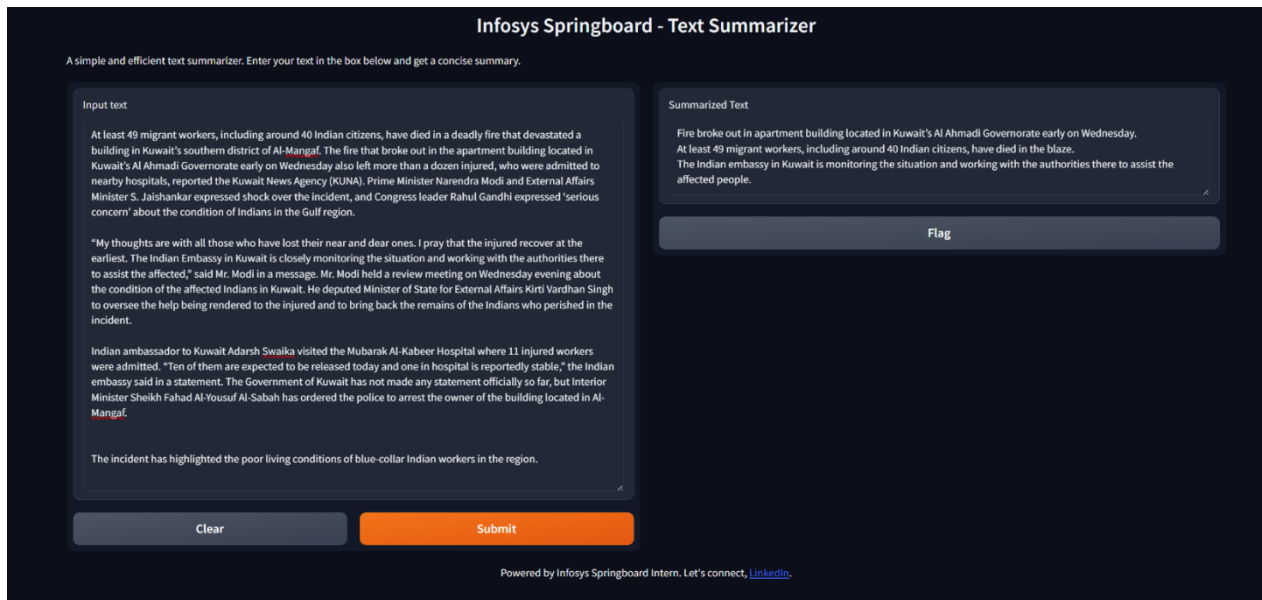 Infosys Springboard - Text Summarizer
A simple and efficient text summarizer. Enter your text in the box below and get a concise summary.
Input text
At least 49 migrant workers, including around 40 Indian citizens, have died in a deadly fire that devastated a
building in Kuwait's southern district of Al-Mangaf. The fire that broke out in the apartment building located in
Kuwait's Al Ahmadi Governorate early on Wednesday also left more than a dozen injured, who were admitted to
nearby hospitals, reported the Kuwait News Agency (KUNA). Prime Minister Narendra Modi and External Affairs
Minister S. Jaishankar expressed shock over the incident, and Congress leader Rahul Gandhi expressed ‘serious
concern’ about the condition of Indians in the Gulf region.
“My thoughts are with all those who have lost their near and dear ones. I pray that the injured recover at the
earliest. The Indian Embassy in Kuwait is closely monitoring the situation and working with the authorities there
to assist the affected,” said Mr. Modi in a message. Mr. Modi held a review meeting on Wednesday evening about
the condition of the affected Indians in Kuwait. He deputed Minister of State for External Affairs Kirti Vardhan Singh
to oversee the help being rendered to the injured and to bring back the remains of the Indians who perished in the
incident.
Indian ambassador to Kuwait Adarsh Swaika visited the Mubarak Al-Kabeer Hospital where 11 injured workers
were admitted. “Ten of them are expected to be released today and one in hospital is reportedly stable,” the Indian
embassy said in a statement. The Government of Kuwait has not made any statement officially so far, but Interior
Minister Sheikh Fahad Al-Yousuf Al-Sabah has ordered the police to arrest the owner of the building located in Al-
Mangaf.
The incident has highlighted the poor living conditions of blue-collar Indian workers in the region.
Clear
Submit
Summarized Text
Fire broke out in apartment building located in Kuwait's Al Ahmadi Governorate early on Wednesday.
At least 49 migrant workers, including around 40 Indian citizens, have died in the blaze.
The Indian embassy in Kuwait is monitoring the situation and working with the authorities there to assist the
affected people.
Flag
Powered by Infosys Springboard Intern. Let's connect, LinkedIn.